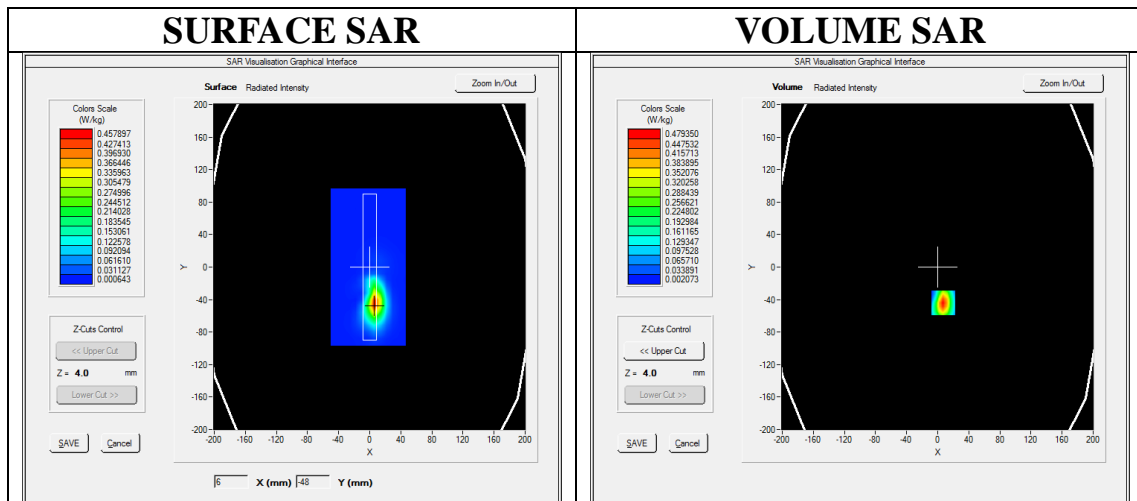 SURFACE SAR
SAR Visualisation Graphical Interface
Surface Radiated Intensity
Zoom In/Out
Colors Scale
(W/kg)
0.457897
0.427413
0.396930
0.366446
0.335963
0.305479
0.274996
0.244512
0.214028
0.183545
0.153061
0.122578
0.092094
0.061610
0.031127
0.000643
Z-Cuts Control
<< Upper Cut
Z = 4.0 mm
Lower Cut >>
SAVE Cancel
200
160
120
80
40
0
-40
-80
-120
-160
-200
Y
-200 -160 -120 -80 -40 0 40 80 120 160 200
X
6 X (mm) -48 Y (mm)
VOLUME SAR
SAR Visualisation Graphical Interface
Volume Radiated Intensity
Zoom In/Out
Colors Scale
(W/kg)
0.479350
0.447532
0.415713
0.383895
0.352076
0.320258
0.288439
0.256621
0.224802
0.192984
0.161165
0.129347
0.097528
0.065710
0.033891
0.002073
Z-Cuts Control
<< Upper Cut
Z = 4.0 mm
Lower Cut >>
SAVE Cancel
200
160
120
80
40
0
-40
-80
-120
-160
-200
Y
-200 -160 -120 -80 -40 0 40 80 120 160 200
X